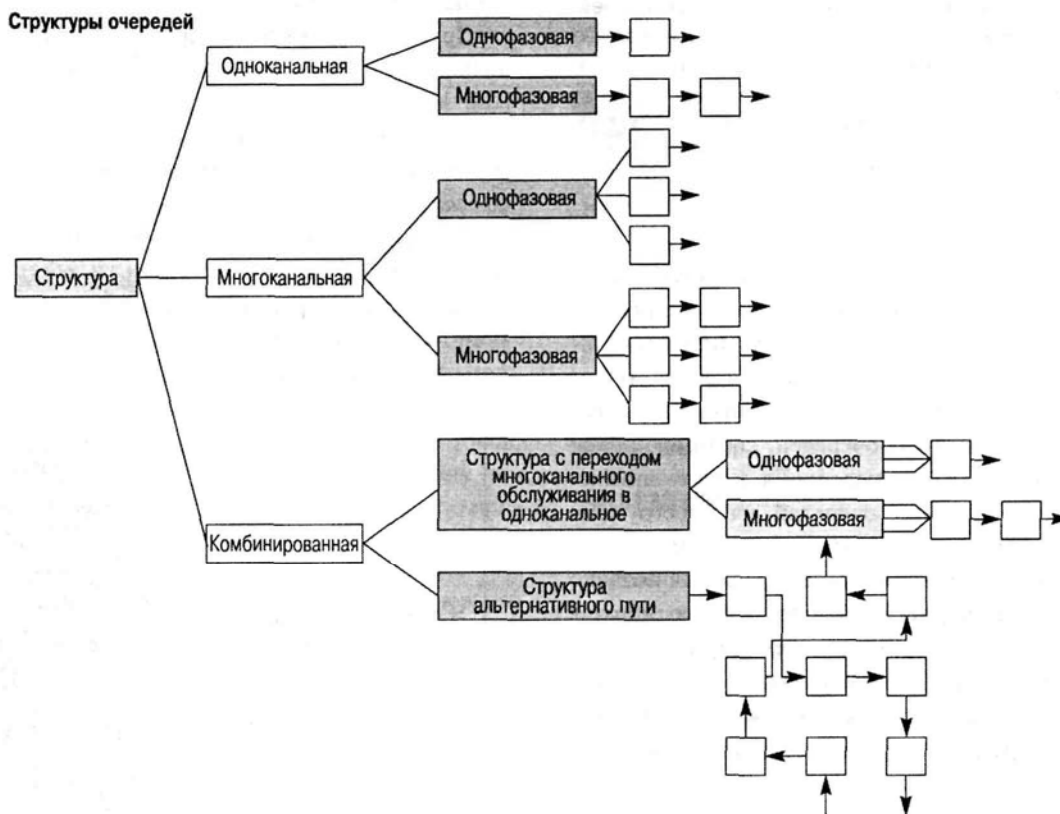 Структуры очередей
Однофазовая
Одноканальная
Многофазовая
Однофазовая
Структура
Многоканальная
Многофазовая
Структура с переходом
многоканального
обслуживания в
одноканальное
Однофазовая
Многофазовая
Комбинированная
Структура
альтернативного пути